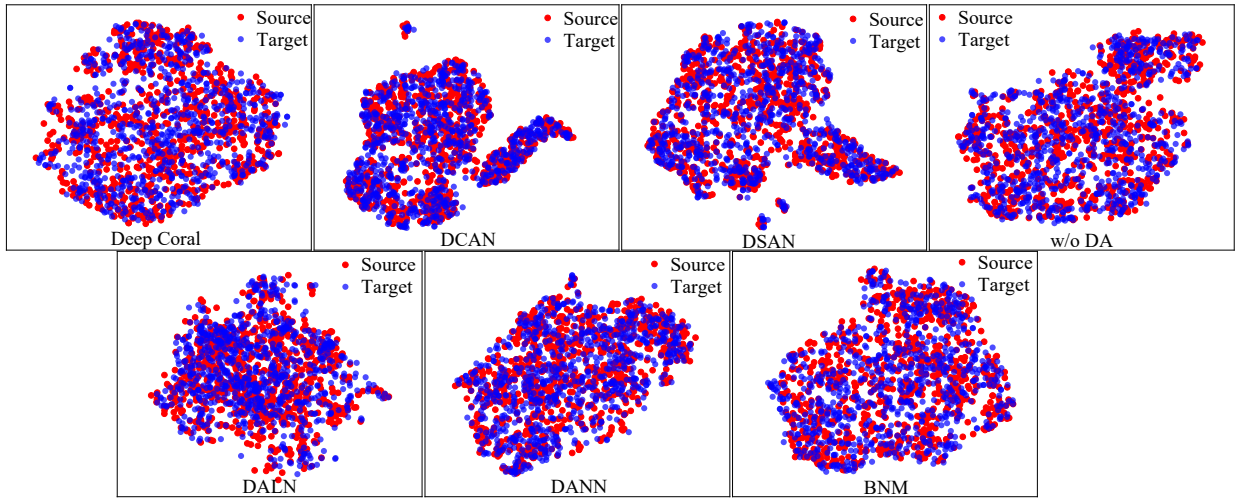 Source
Target
Deep Coral
Source
Target
DCAN
Source
Target
DSAN
Source
Target
w/o DA
Source
Target
DALN
Source
Target
DANN
Source
Target
BNM